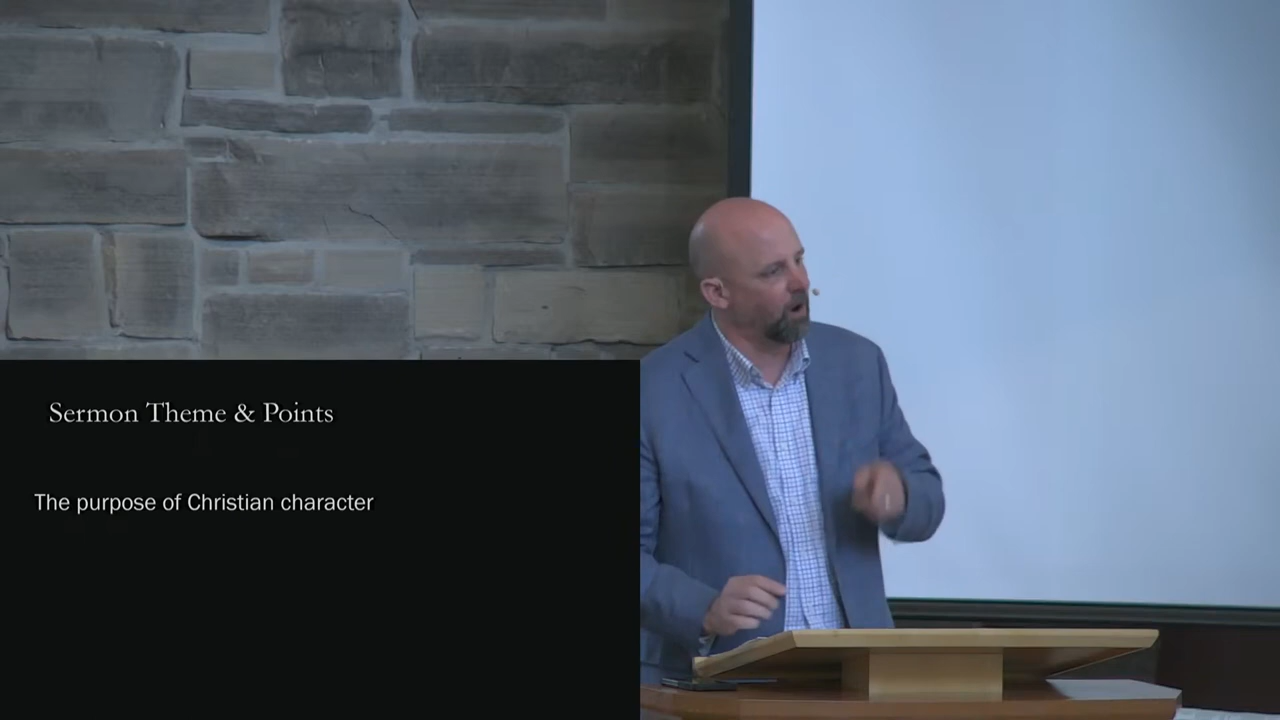 Sermon Theme & Points
The purpose of Christian character